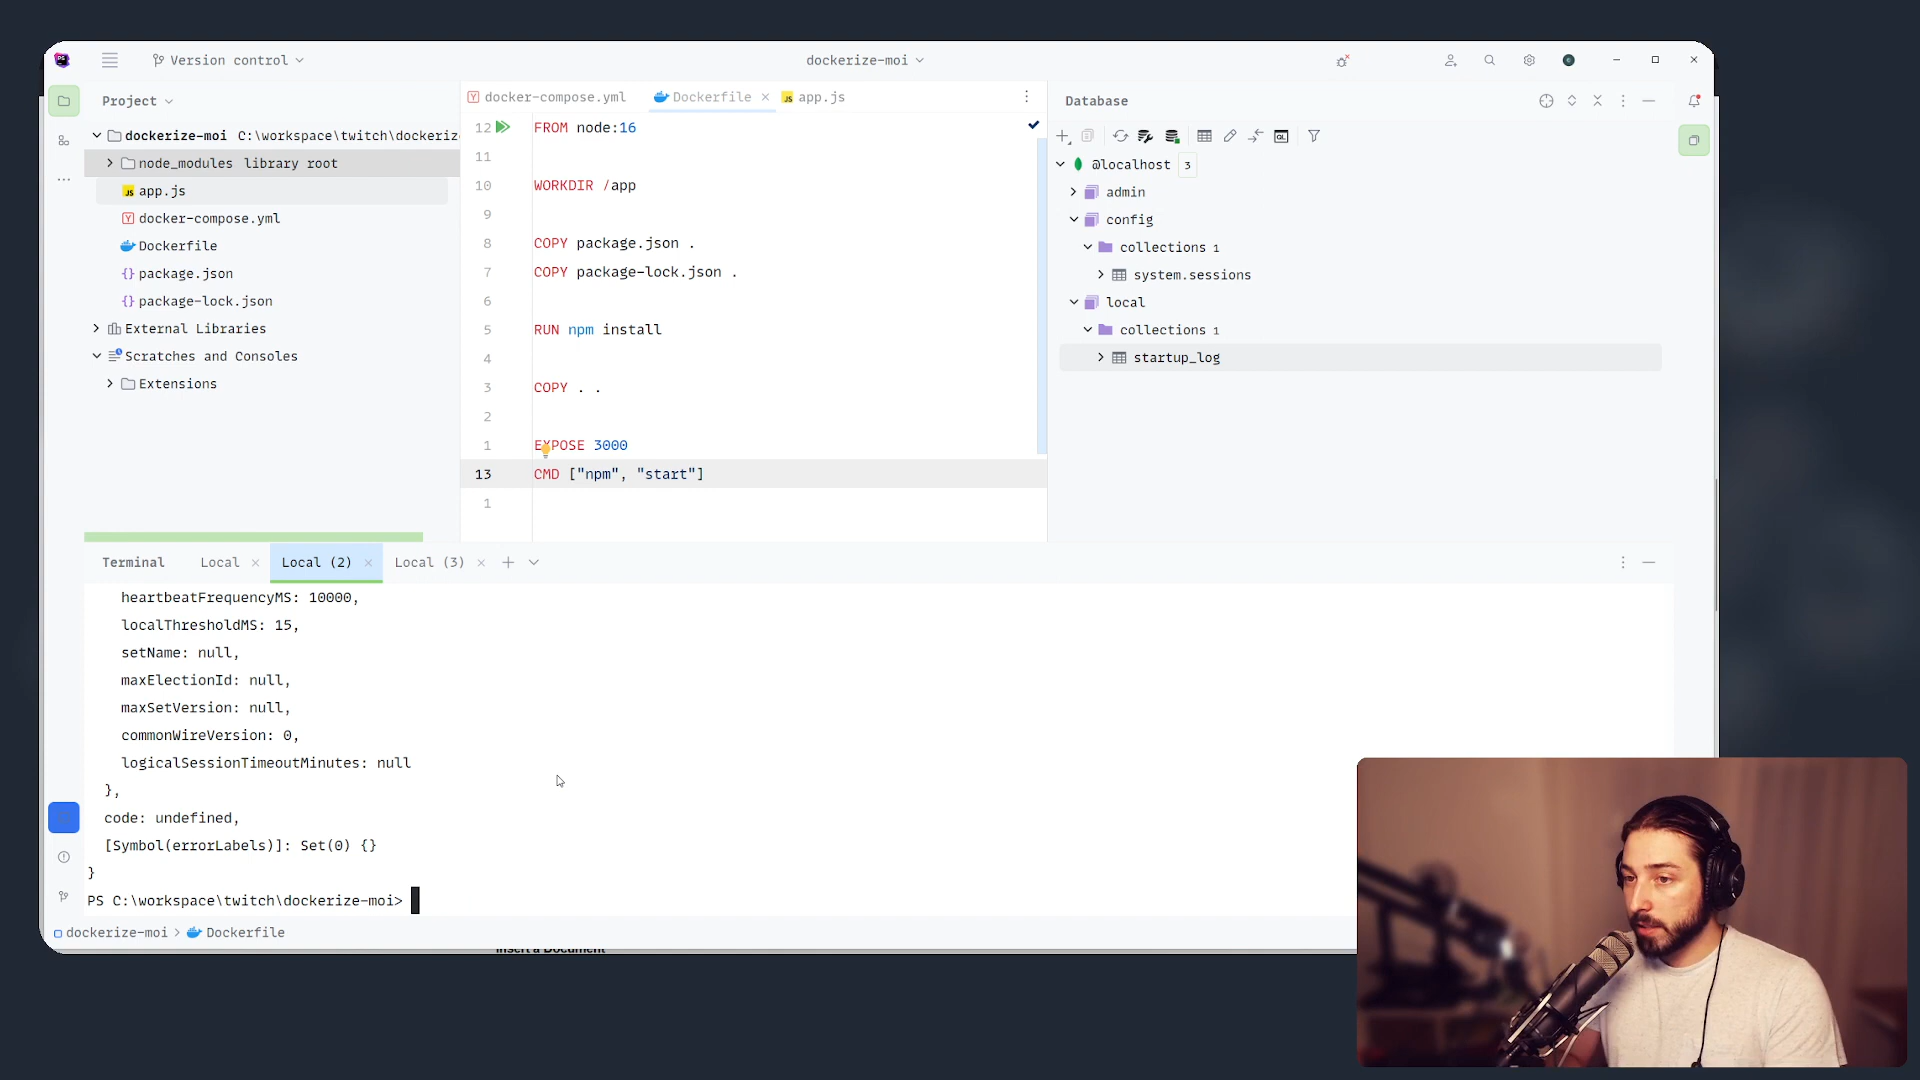 PS
Version control
dockerize-moi
Project
dockerize-moi C:\workspace\twitch\dockeriz
node_modules library root
JS app.js
Y docker-compose.yml
Dockerfile
{} package.json
{} package-lock.json
External Libraries
Scratches and Consoles
Extensions
Y docker-compose.yml
Dockerfile
JS app.js
12 FROM node:16
11
10 WORKDIR /app
9
8 COPY package.json .
7 COPY package-lock.json .
6
5 RUN npm install
4
3 COPY . .
2
1 EXPOSE 3000
13 CMD ["npm", "start"]
1
Database
QL
@localhost 3
admin
config
collections 1
system.sessions
local
collections 1
startup_log
Terminal
Local
Local (2)
Local (3)
heartbeatFrequencyMS: 10000,
localThresholdMS: 15,
setName: null,
maxElectionId: null,
maxSetVersion: null,
commonWireVersion: 0,
logicalSessionTimeoutMinutes: null
},
code: undefined,
[Symbol(errorLabels)]: Set(0) {}
}
PS C:\workspace\twitch\dockerize-moi>
dockerize-moi > Dockerfile
Insert a Document